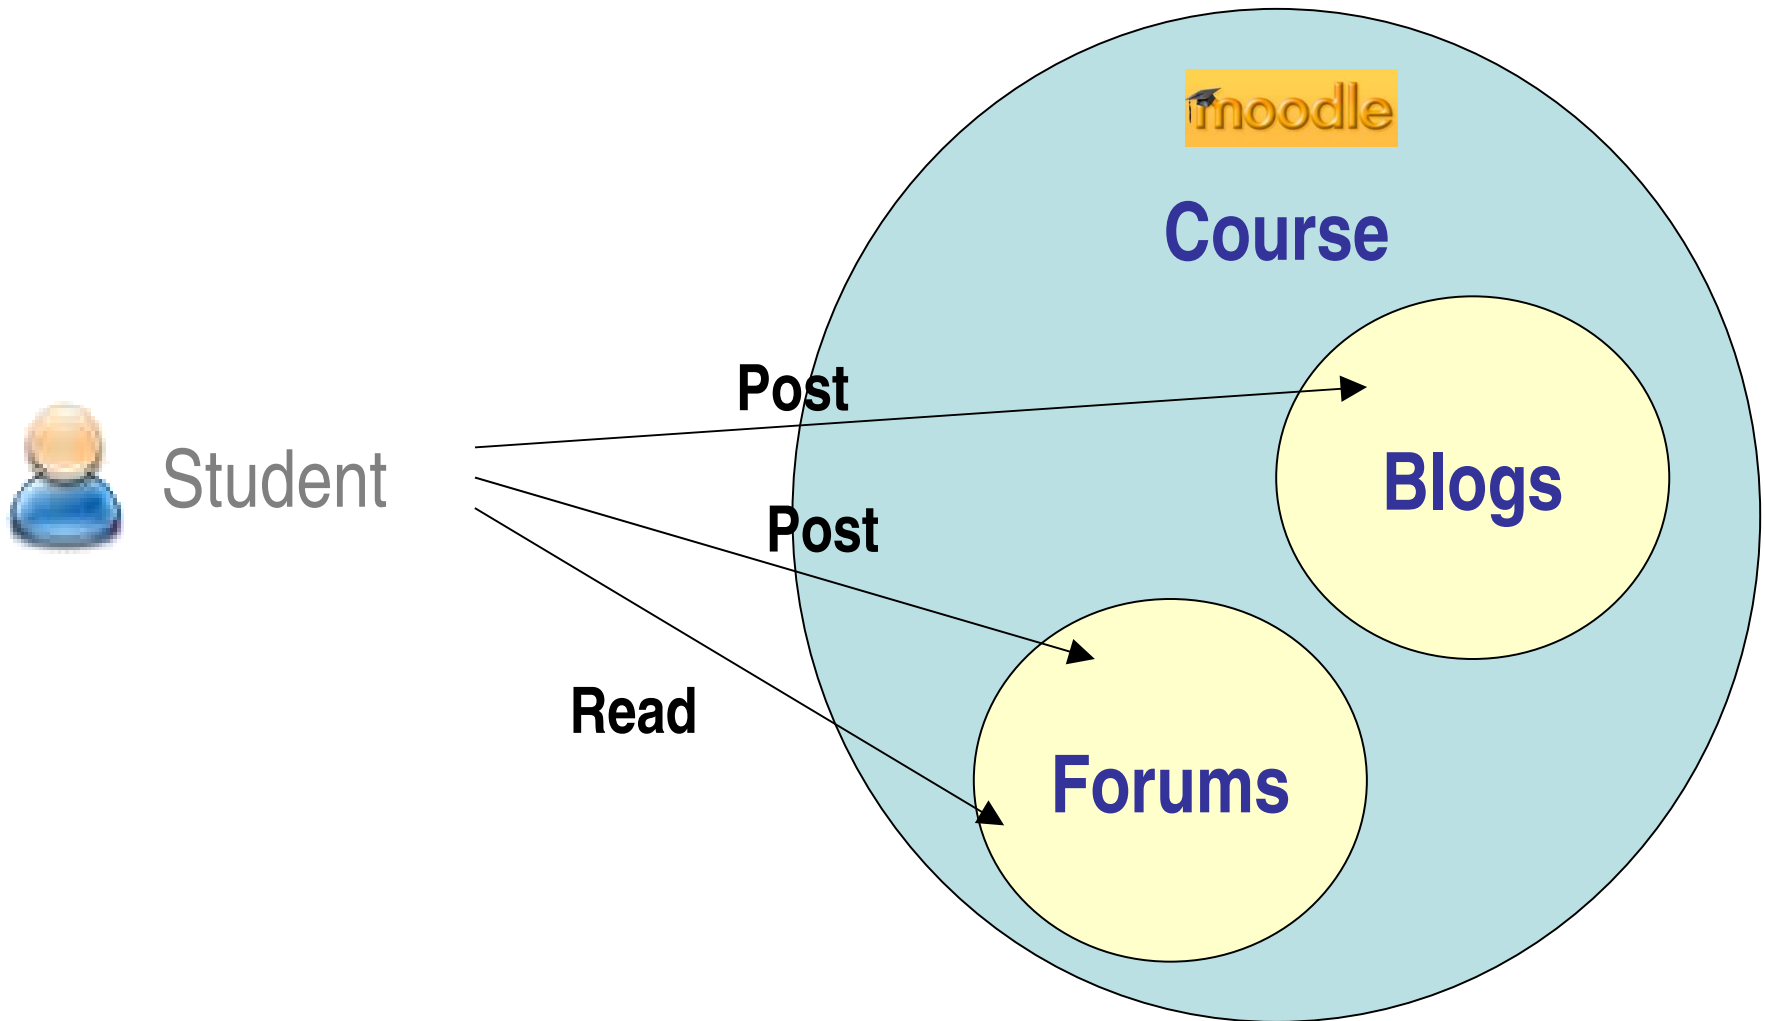 moodle
Course
Post
Student
Blogs
Post
Read
Forums